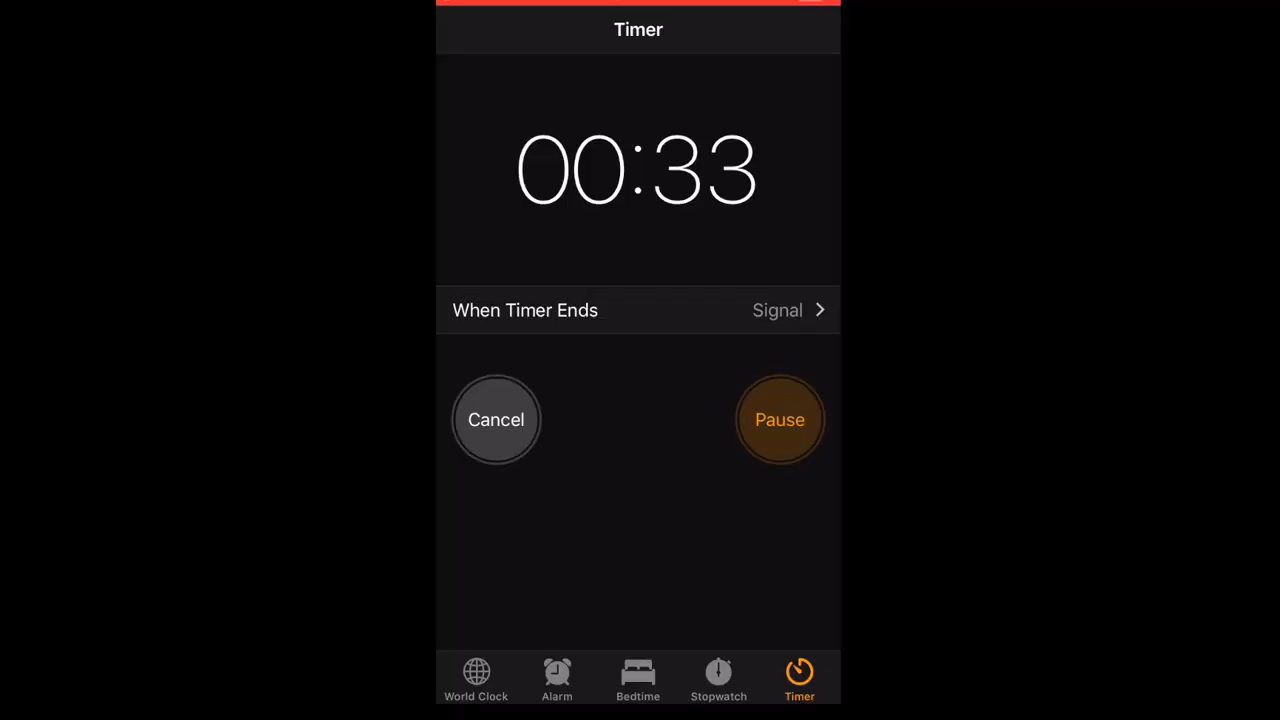 Timer
00:33
When Timer Ends Signal
Cancel Pause
World Clock Alarm Bedtime Stopwatch Timer